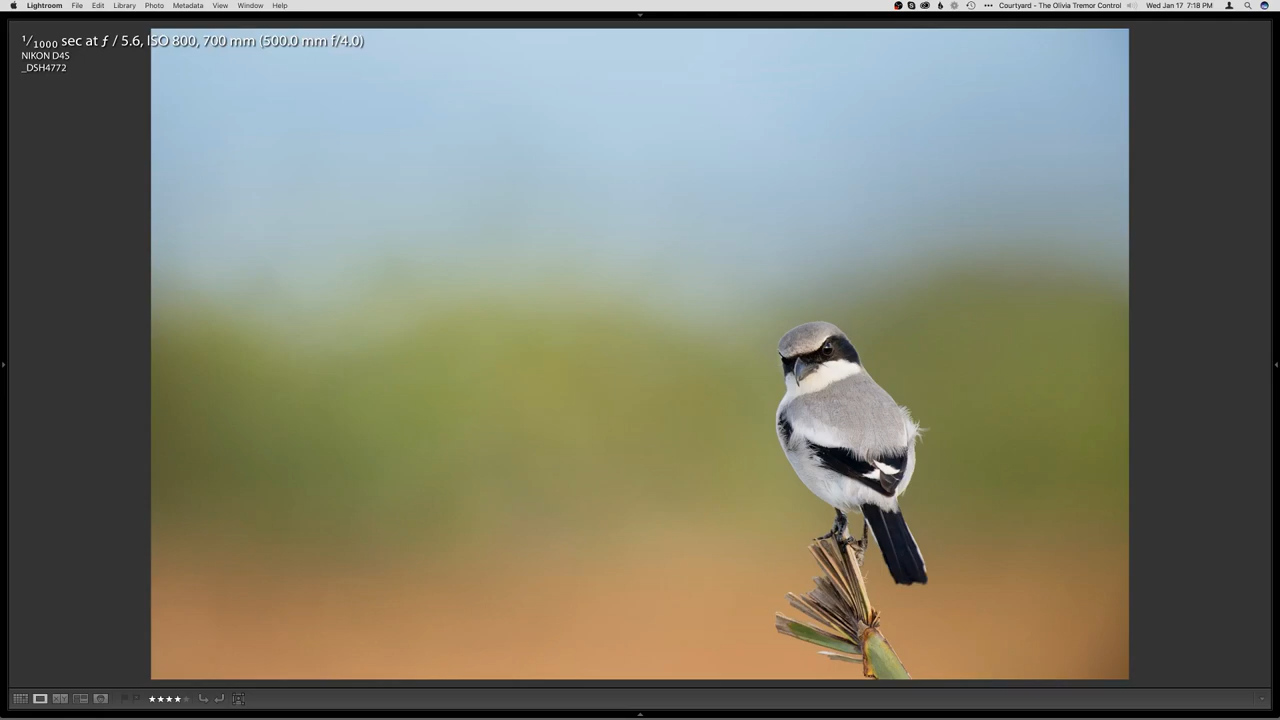 Lightroom File Edit Library Photo Metadata View Window Help Courtyard - The Olivia Tremor Control Wed Jan 17 7:18 PM
1/1000 sec at ƒ / 5.6, ISO 800, 700 mm (500.0 mm f/4.0)
NIKON D4S
_DSH4772
XY